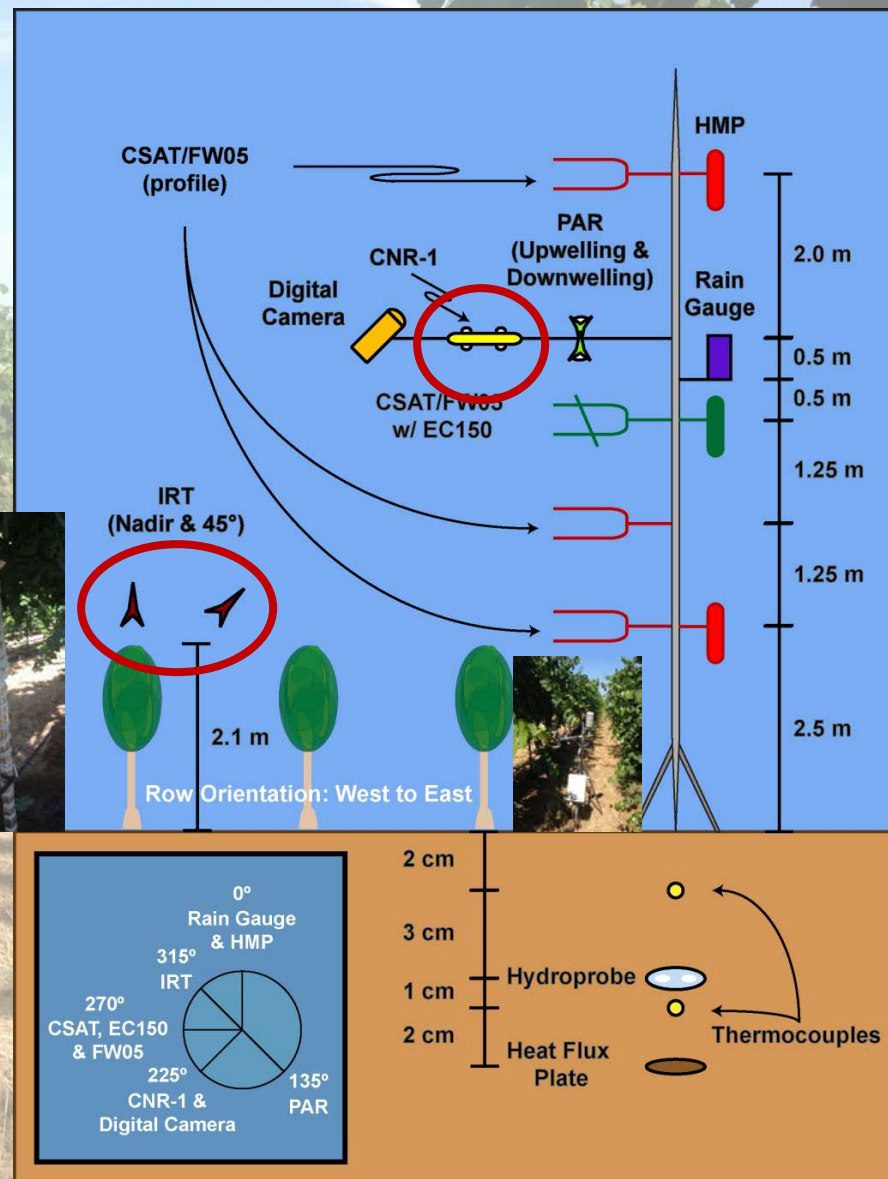 HMP
CSAT/FW05
(profile)
PAR
(Upwelling &
Downwelling)
CNR-1
2.0 m
Digital
Camera
Rain
Gauge
0.5 m
CSAT/FW05
w/ EC150
0.5 m
1.25 m
IRT
(Nadir & 45°)
1.25 m
2.1 m
2.5 m
Row Orientation: West to East
2 cm
3 cm
Hydroprobe
1 cm
2 cm
Thermocouples
Heat Flux
Plate
0º
Rain Gauge
& HMP
315º
IRT
270º
CSAT, EC150
& FW05
225º
CNR-1 &
Digital Camera
135º
PAR